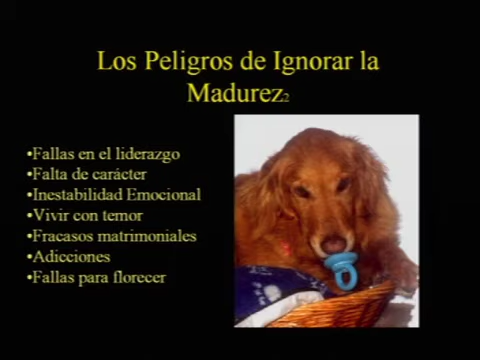 Los Peligros de Ignorar la
Madurez2
•Fallas en el liderazgo
•Falta de carácter
•Inestabilidad Emocional
•Vivir con temor
•Fracasos matrimoniales
•Adicciones
•Fallas para florecer